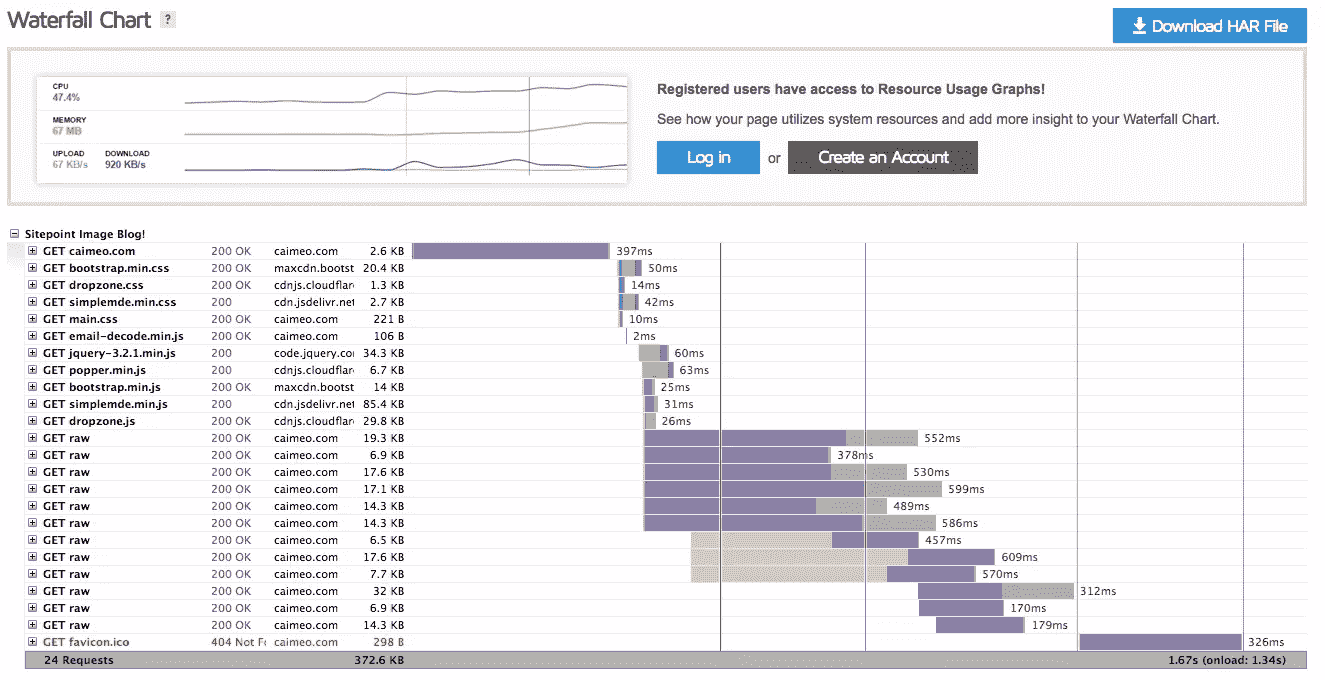 Waterfall Chart ?
Download HAR File
CPU
47.4%
MEMORY
67 MB
UPLOAD DOWNLOAD
67 KB/s 920 KB/s
Registered users have access to Resource Usage Graphs!
See how your page utilizes system resources and add more insight to your Waterfall Chart.
Log in or Create an Account
Sitepoint Image Blog!
GET caimeo.com 200 OK caimeo.com 2.6 KB 397ms
GET bootstrap.min.css 200 OK maxcdn.bootst 20.4 KB 50ms
GET dropzone.css 200 OK cdnjs.cloudflar 1.3 KB 14ms
GET simplemde.min.css 200 cdn.jsdelivr.net 2.7 KB 42ms
GET main.css 200 OK caimeo.com 221 B 10ms
GET email-decode.min.js 200 OK caimeo.com 106 B 2ms
GET jquery-3.2.1.min.js 200 code.jquery.co 34.3 KB 60ms
GET popper.min.js 200 cdnjs.cloudflar 6.7 KB 63ms
GET bootstrap.min.js 200 OK maxcdn.bootst 14 KB 25ms
GET simplemde.min.js 200 cdn.jsdelivr.net 85.4 KB 31ms
GET dropzone.js 200 OK cdnjs.cloudflar 29.8 KB 26ms
GET raw 200 OK caimeo.com 19.3 KB 552ms
GET raw 200 OK caimeo.com 6.9 KB 378ms
GET raw 200 OK caimeo.com 17.6 KB 530ms
GET raw 200 OK caimeo.com 17.1 KB 599ms
GET raw 200 OK caimeo.com 14.3 KB 489ms
GET raw 200 OK caimeo.com 14.3 KB 586ms
GET raw 200 OK caimeo.com 6.5 KB 457ms
GET raw 200 OK caimeo.com 17.6 KB 609ms
GET raw 200 OK caimeo.com 7.7 KB 570ms
GET raw 200 OK caimeo.com 32 KB 312ms
GET raw 200 OK caimeo.com 6.9 KB 170ms
GET raw 200 OK caimeo.com 14.3 KB 179ms
GET favicon.ico 404 Not Fo caimeo.com 298 B 326ms
24 Requests 372.6 KB 1.67s (onload: 1.34s)